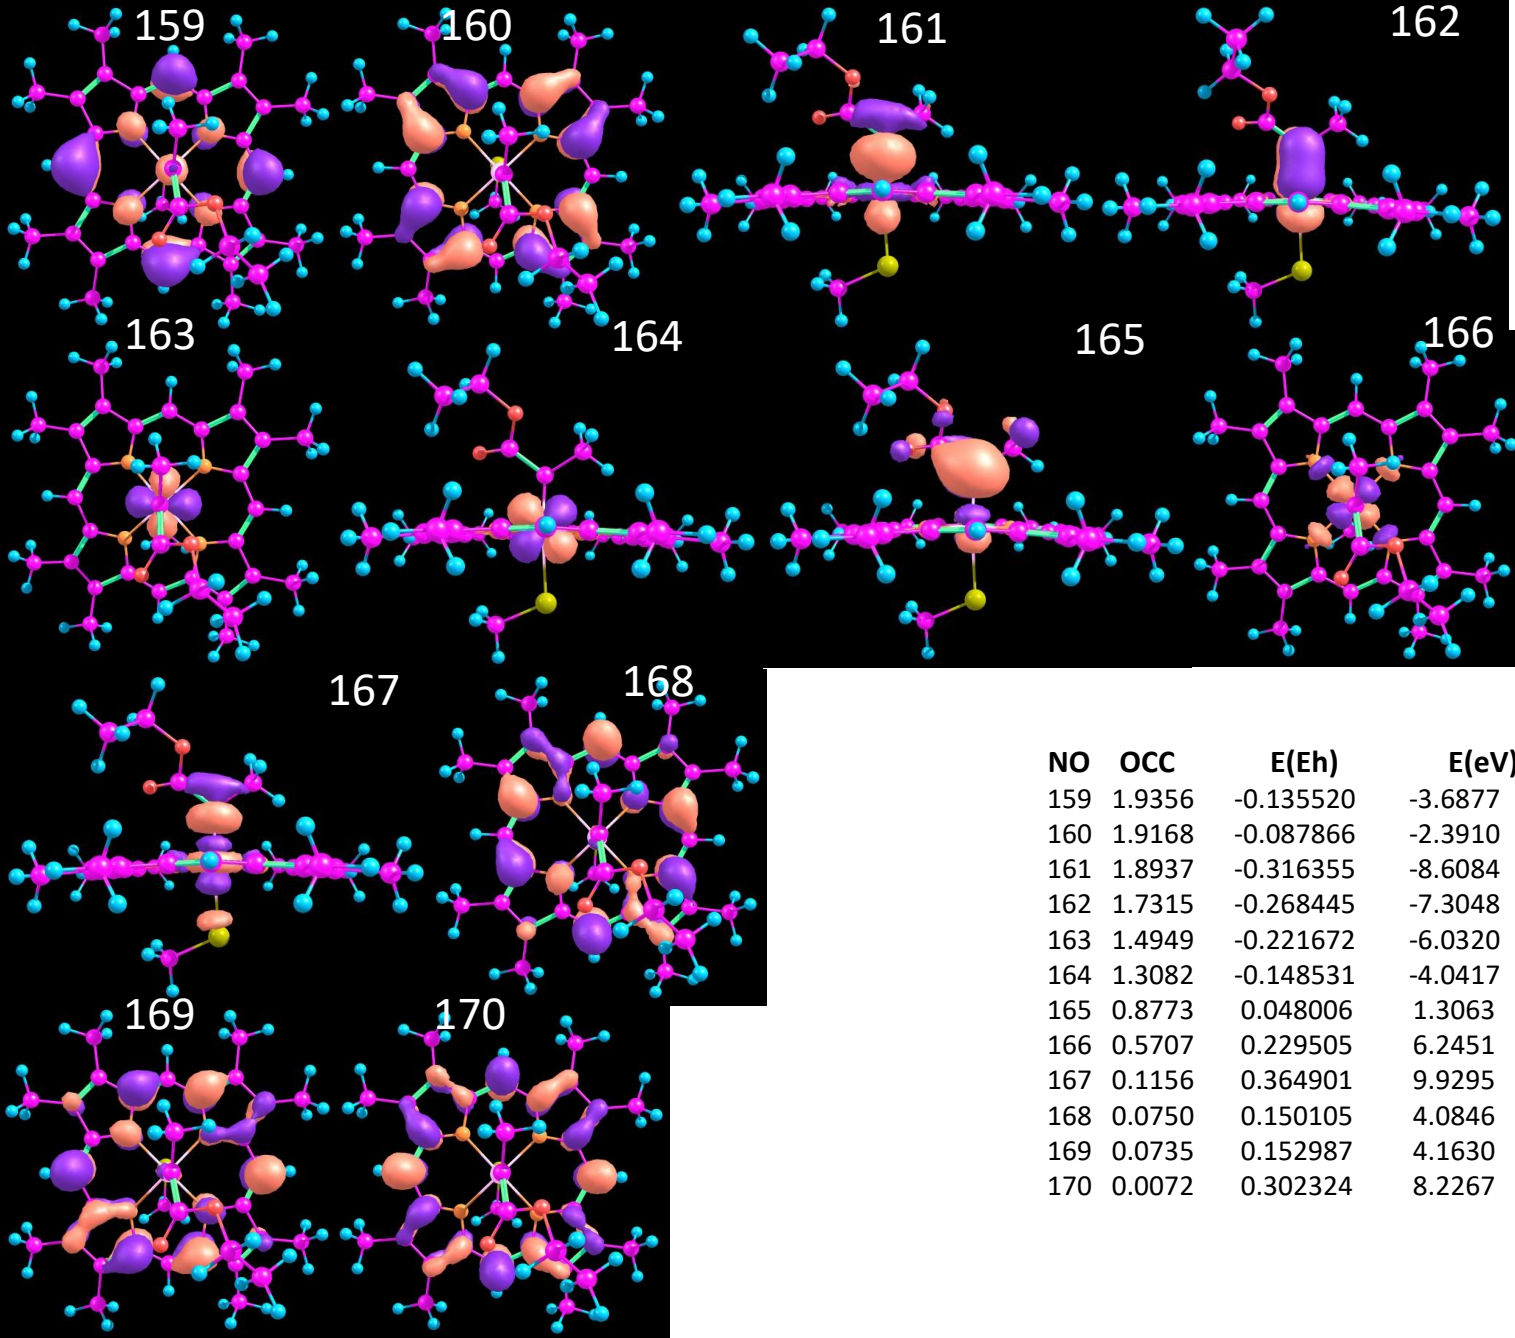 159
160
161
162
163
164
165
166
167
168
169
170
NO OCC E(Eh) E(eV)
159 1.9356 -0.135520 -3.6877
160 1.9168 -0.087866 -2.3910
161 1.8937 -0.316355 -8.6084
162 1.7315 -0.268445 -7.3048
163 1.4949 -0.221672 -6.0320
164 1.3082 -0.148531 -4.0417
165 0.8773 0.048006 1.3063
166 0.5707 0.229505 6.2451
167 0.1156 0.364901 9.9295
168 0.0750 0.150105 4.0846
169 0.0735 0.152987 4.1630
170 0.0072 0.302324 8.2267